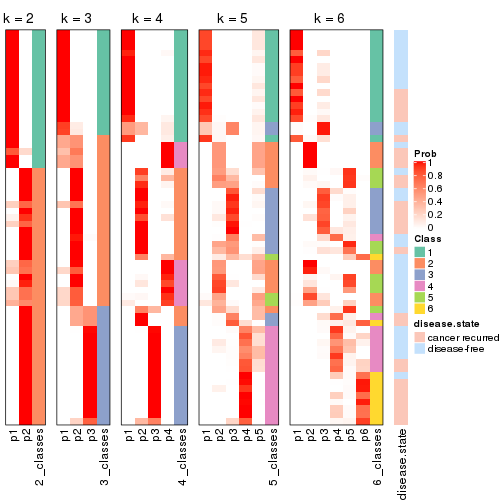 k = 2
k = 3
k = 4
k = 5
k = 6
Prob
1
0.8
0.6
0.4
0.2
0
Class
1
2
3
4
5
6
disease.state
cancer recurred
disease-free
p1
p2
2_classes
p1
p2
p3
3_classes
p1
p2
p3
p4
4_classes
p1
p2
p3
p4
p5
5_classes
p1
p2
p3
p4
p5
p6
6_classes
disease.state